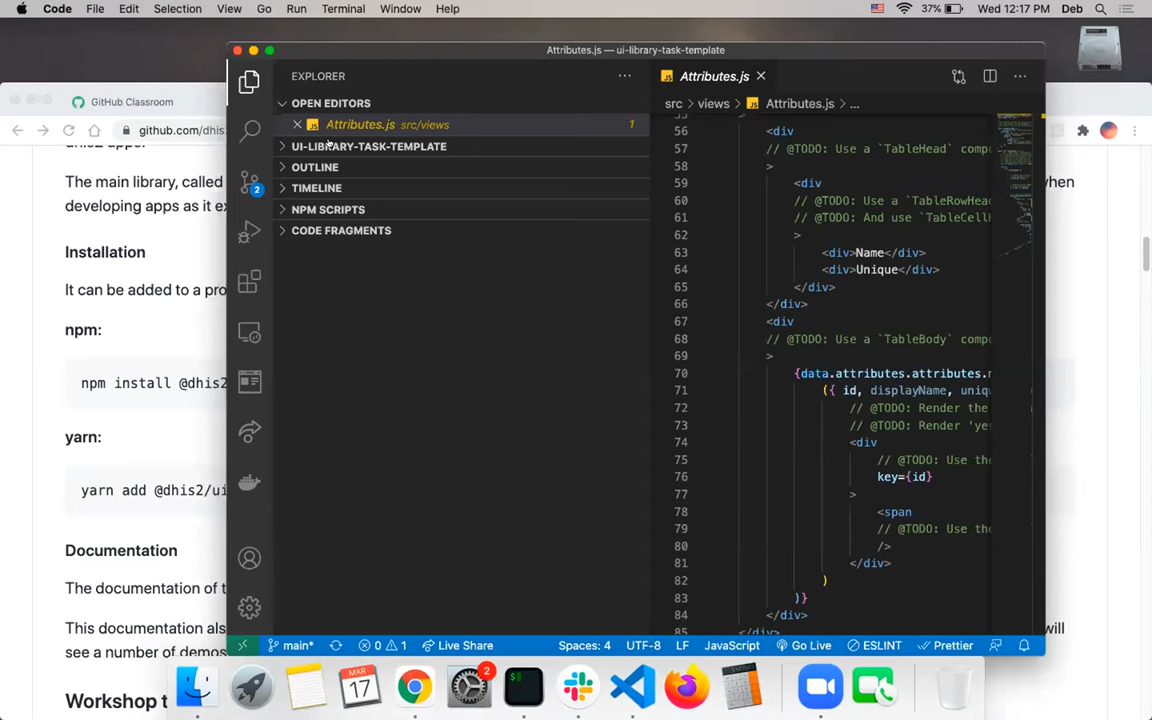 Code File Edit Selection View Go Run Terminal Window Help 37% Wed 12:17 PM Deb
Attributes.js — ui-library-task-template
EXPLORER
Attributes.js
OPEN EDITORS
GitHub Classroom
src › views › Attributes.js › ...
Attributes.js src/views 1
github.com/dhis
56 <div
UI-LIBRARY-TASK-TEMPLATE
57 // @TODO: Use a `TableHead` comp
58 >
OUTLINE
The main library, called
when
59 <div
TIMELINE
60 // @TODO: Use a `TableRowHea
developing apps as it ex
61 // @TODO: And use `TableCell
NPM SCRIPTS
62 >
CODE FRAGMENTS
Installation
63 <div>Name</div>
64 <div>Unique</div>
It can be added to a pro
65 </div>
66 </div>
67 <div
npm:
68 // @TODO: Use a `TableBody` compo
69 >
70 {data.attributes.attributes.
npm install @dhis2
71 ({ id, displayName, uniqu
72 // @TODO: Render the
73 // @TODO: Render 'yes
yarn:
74 <div
75 // @TODO: Use the
76 key={id}
yarn add @dhis2/ui
77 >
78 <span
79 // @TODO: Use the
Documentation
80 />
81 </div>
82 )
The documentation of t
83 )}
84 </div>
This documentation als
will
85 </div>
2
main* 0 1 Live Share Spaces: 4 UTF-8 LF JavaScript Go Live ESLINT Prettier
see a number of demos
MAR
17
2
Workshop t